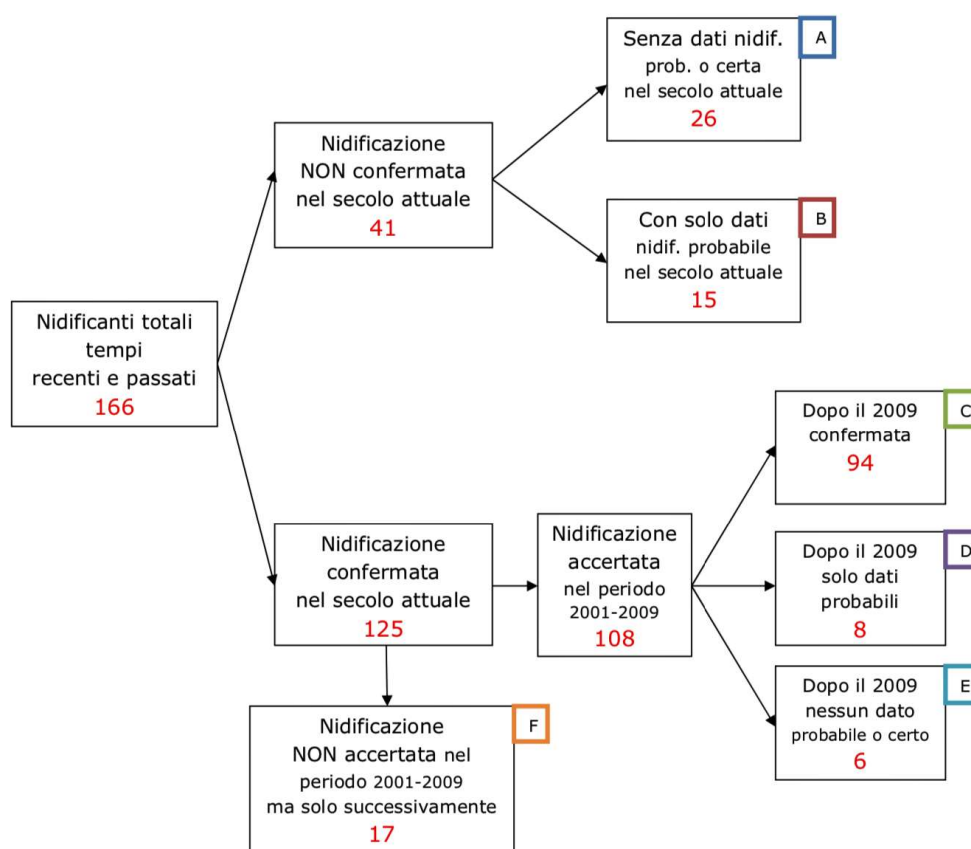 Senza dati nidif.
prob. o certa
nel secolo attuale
26
A
Nidificazione
NON confermata
nel secolo attuale
41
Con solo dati
nidif. probabile
nel secolo attuale
15
B
Nidificanti totali
tempi
recenti e passati
166
Dopo il 2009
confermata
94
C
Nidificazione
confermata
nel secolo attuale
125
Nidificazione
accertata
nel periodo
2001-2009
108
Dopo il 2009
solo dati
probabili
8
D
Dopo il 2009
nessun dato
probabile o certo
6
E
Nidificazione
NON accertata nel
periodo 2001-2009
ma solo successivamente
17
F